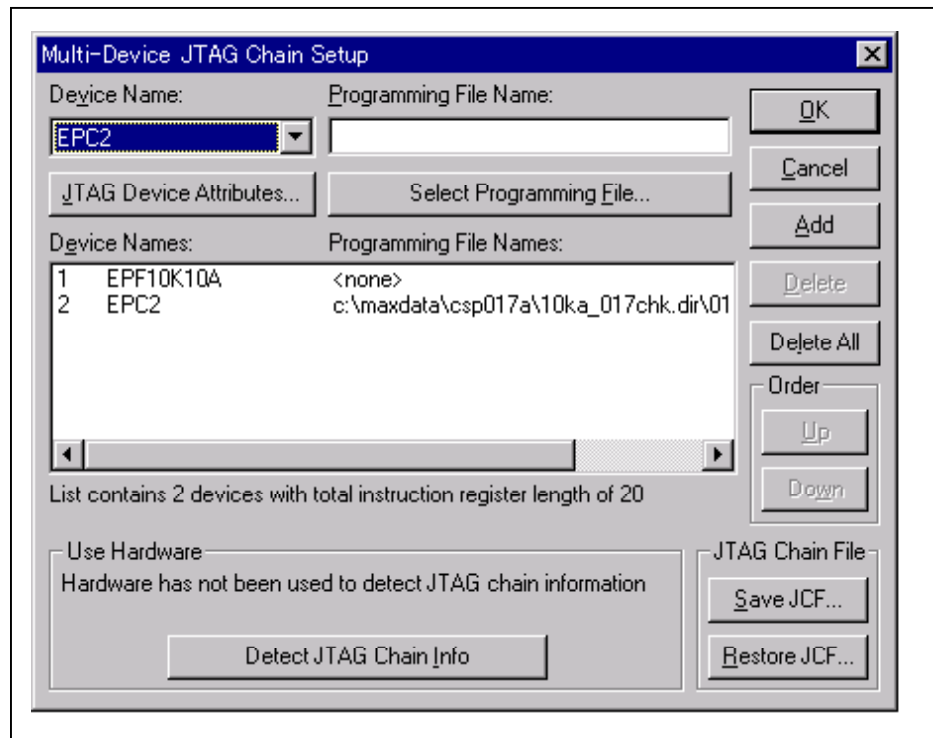 Multi-Device JTAG Chain Setup
Device Name:
Programming File Name:
EPC2
OK
Cancel
JTAG Device Attributes...
Select Programming File...
Add
Device Names:
Programming File Names:
1 EPF10K10A <none>
2 EPC2 c:\maxdata\csp017a\10ka_017chk.dir\01
Delete
Delete All
Order
Up
Down
List contains 2 devices with total instruction register length of 20
Use Hardware
Hardware has not been used to detect JTAG chain information
Detect JTAG Chain Info
JTAG Chain File
Save JCF...
Restore JCF...